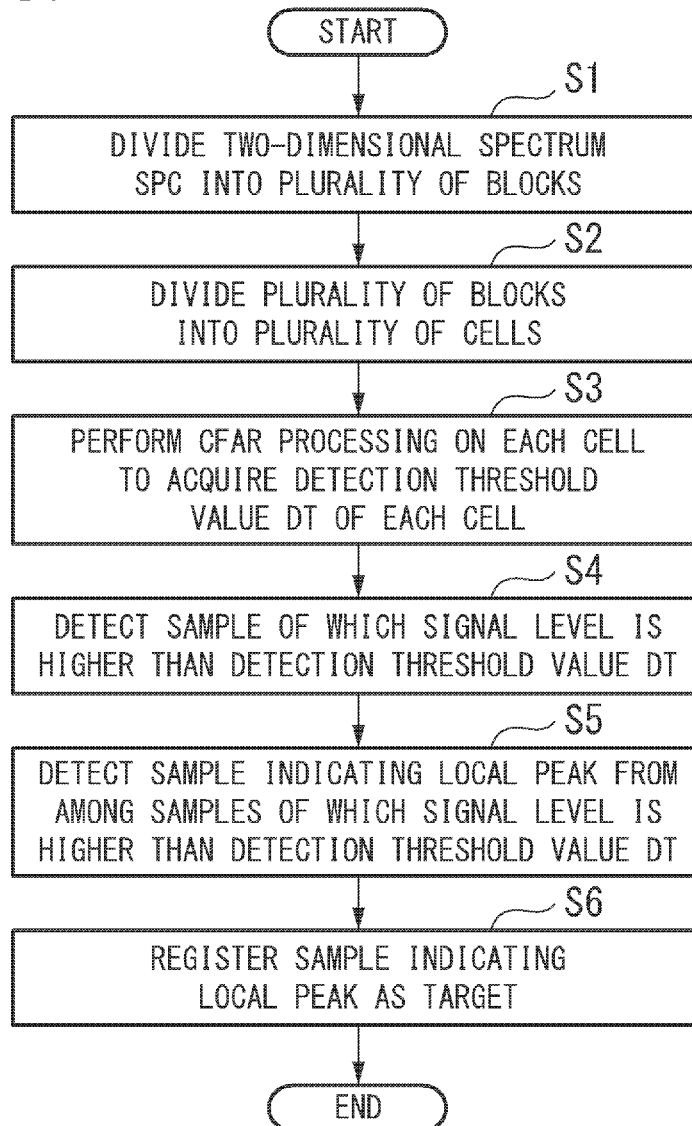 START
S1
DIVIDE TWO-DIMENSIONAL SPECTRUM
SPC INTO PLURALITY OF BLOCKS
S2
DIVIDE PLURALITY OF BLOCKS
INTO PLURALITY OF CELLS
S3
PERFORM CFAR PROCESSING ON EACH CELL
TO ACQUIRE DETECTION THRESHOLD
VALUE DT OF EACH CELL
S4
DETECT SAMPLE OF WHICH SIGNAL LEVEL IS
HIGHER THAN DETECTION THRESHOLD VALUE DT
S5
DETECT SAMPLE INDICATING LOCAL PEAK FROM
AMONG SAMPLES OF WHICH SIGNAL LEVEL IS
HIGHER THAN DETECTION THRESHOLD VALUE DT
S6
REGISTER SAMPLE INDICATING
LOCAL PEAK AS TARGET
END